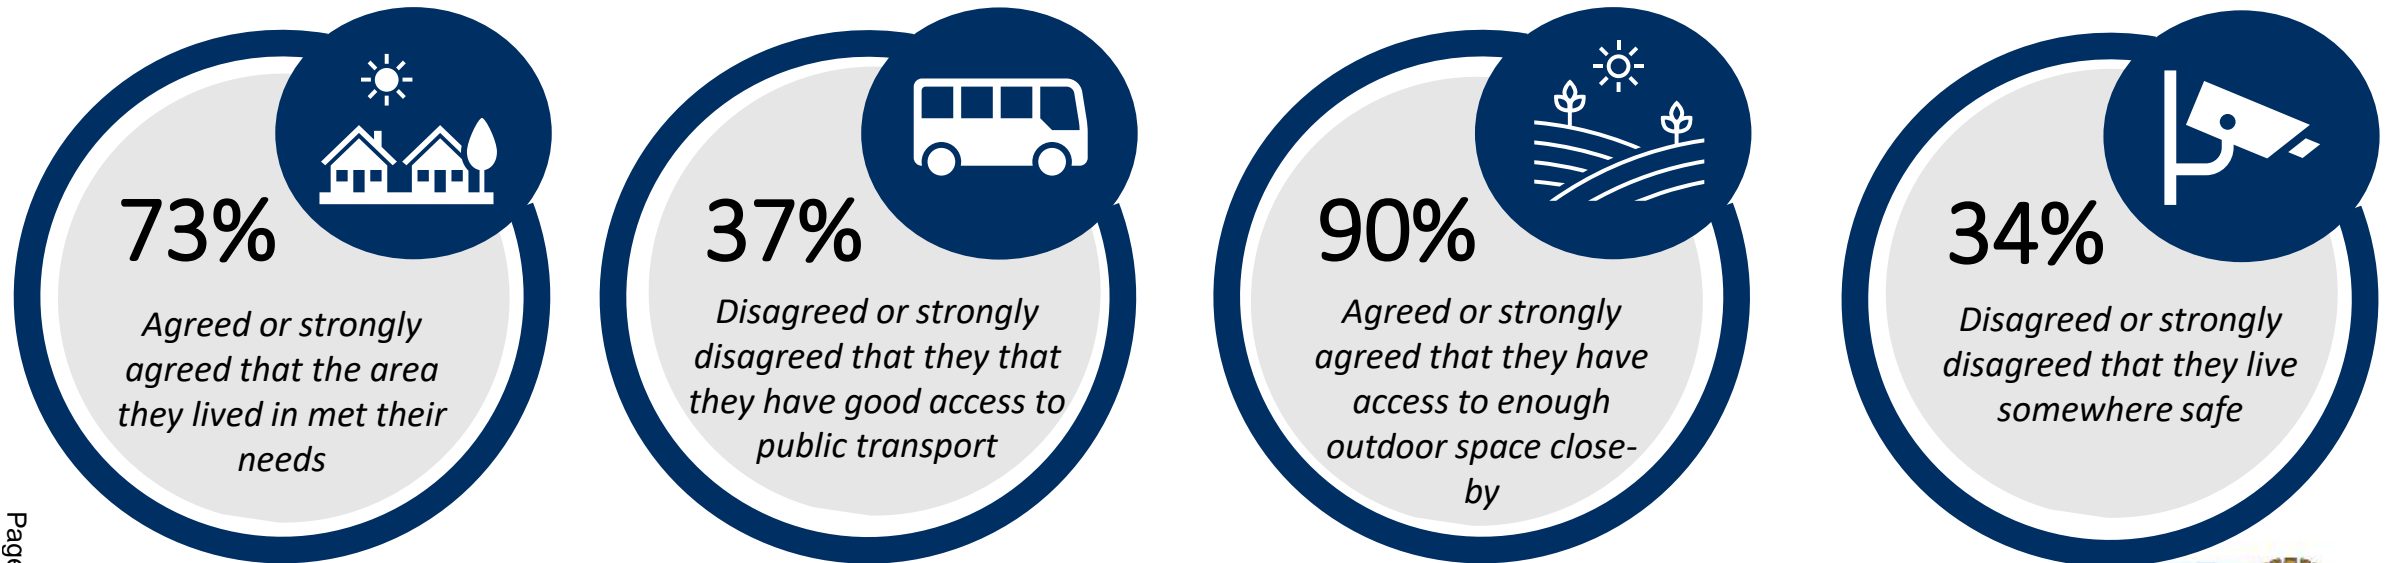 73%
Agreed or strongly
agreed that the area
they lived in met their
needs
37%
Disagreed or strongly
disagreed that they that
they have good access to
public transport
90%
Agreed or strongly
agreed that they have
access to enough
outdoor space close-
by
34%
Disagreed or strongly
disagreed that they live
somewhere safe
Page